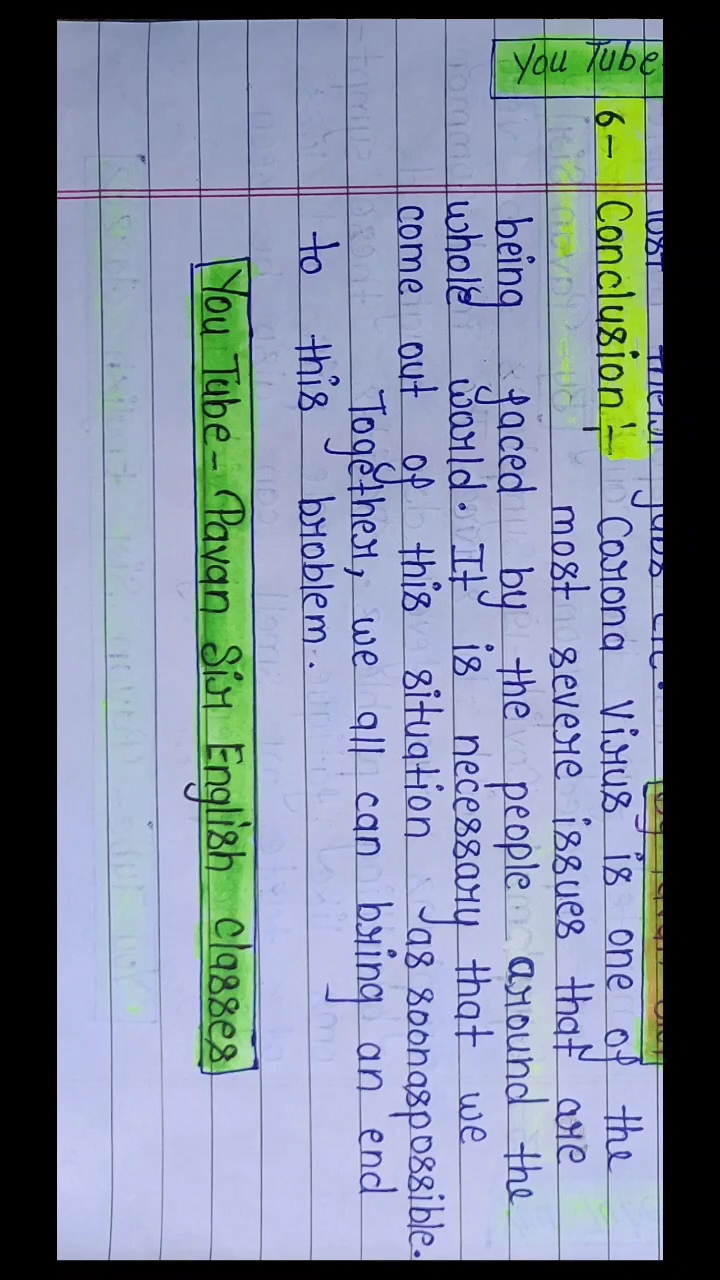 You Tube
6- Conclusion:- Corona Virus is one of the
most severe issues that are
being faced by the people around the
whole world. It is necessary that we
come out of this situation as soon as possible.
Together, we all can bring an end
to this problem.
You Tube- Pavan Sir English classes